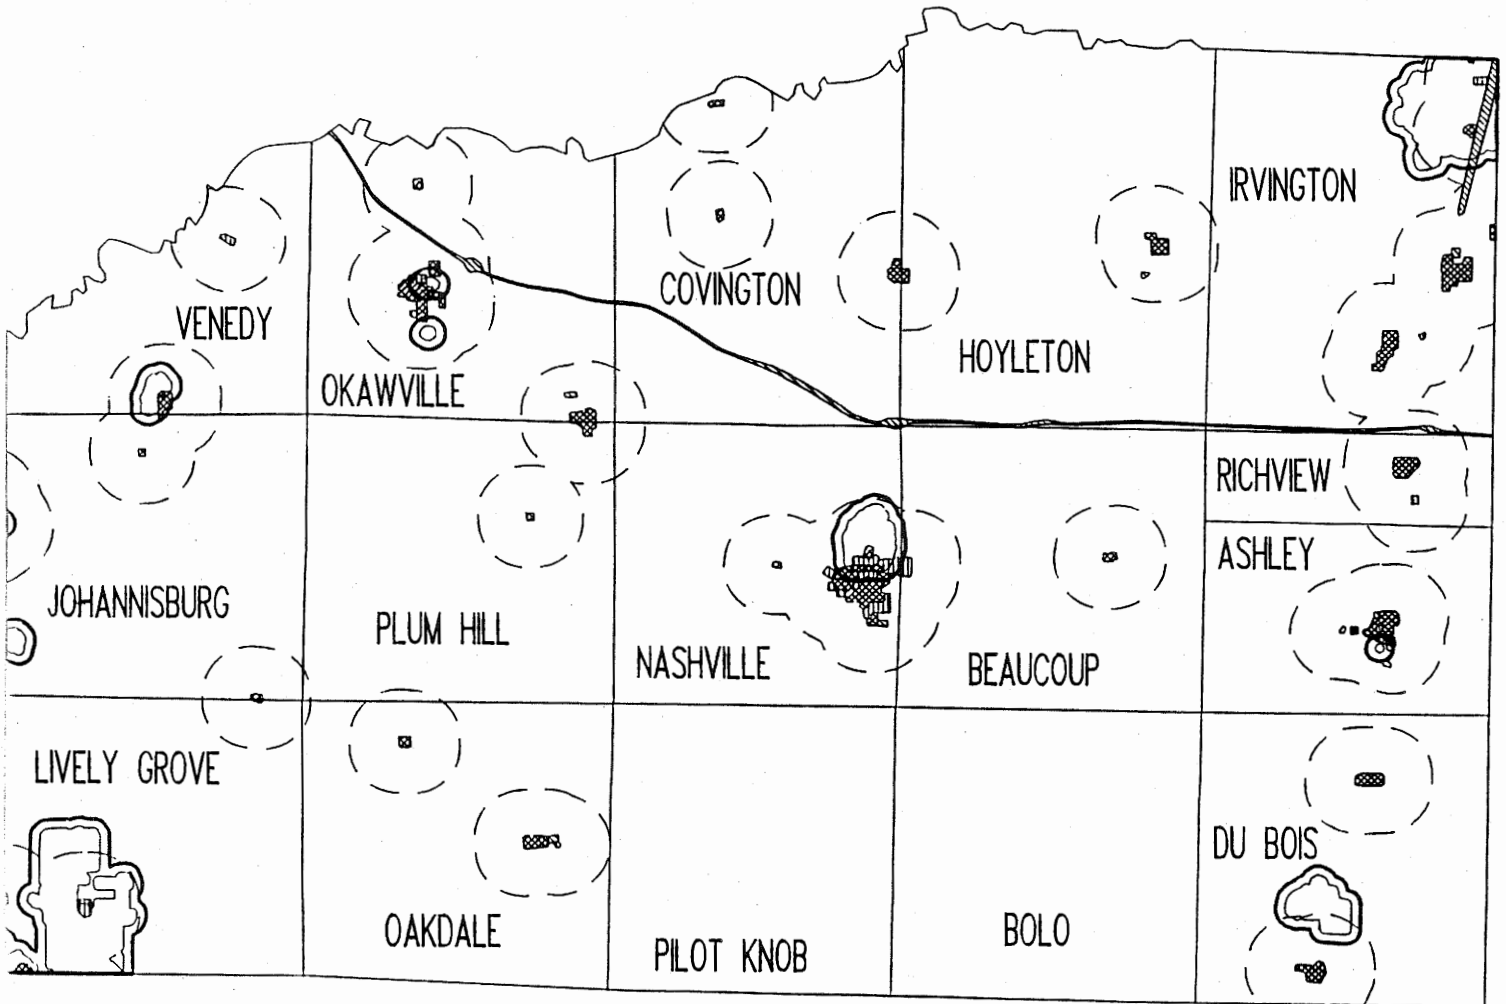 IRVINGTON
COVINGTON
VENEDY
HOYLETON
OKAWVILLE
RICHVIEW
ASHLEY
JOHANNISBURG
PLUM HILL
NASHVILLE
BEAUCOUP
LIVELY GROVE
DU BOIS
OAKDALE
BOLO
PILOT KNOB